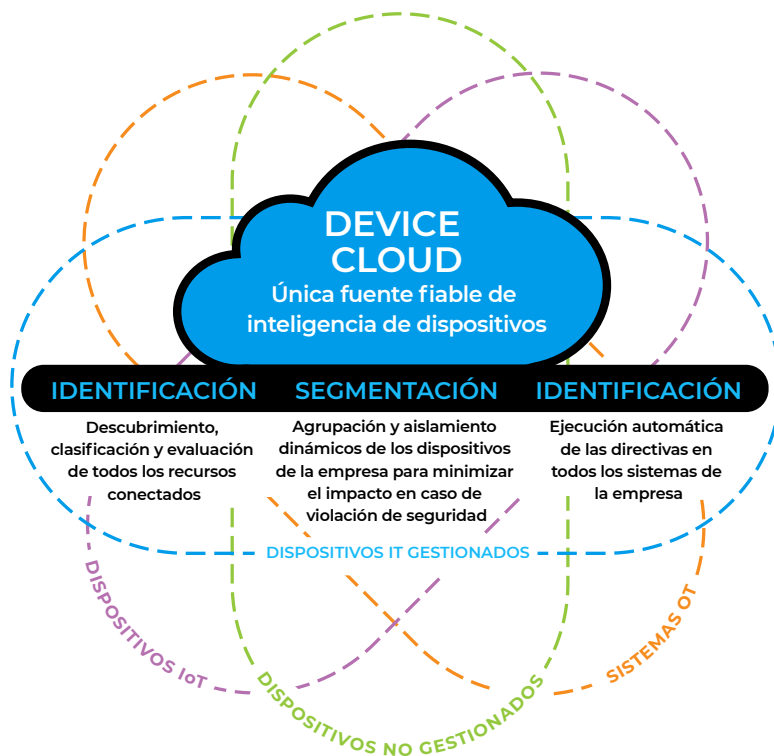 DEVICE
CLOUD
Única fuente fiable de
inteligencia de dispositivos
IDENTIFICACIÓN
Descubrimiento,
clasificación y evaluación
de todos los recursos
conectados
SEGMENTACIÓN
Agrupación y aislamiento
dinámicos de los dispositivos
de la empresa para minimizar
el impacto en caso de
violación de seguridad
IDENTIFICACIÓN
Ejecución automática
de las directivas en
todos los sistemas de
la empresa
DISPOSITIVOS IT GESTIONADOS
DISPOSITIVOS IoT
DISPOSITIVOS NO GESTIONADOS
SISTEMAS OT